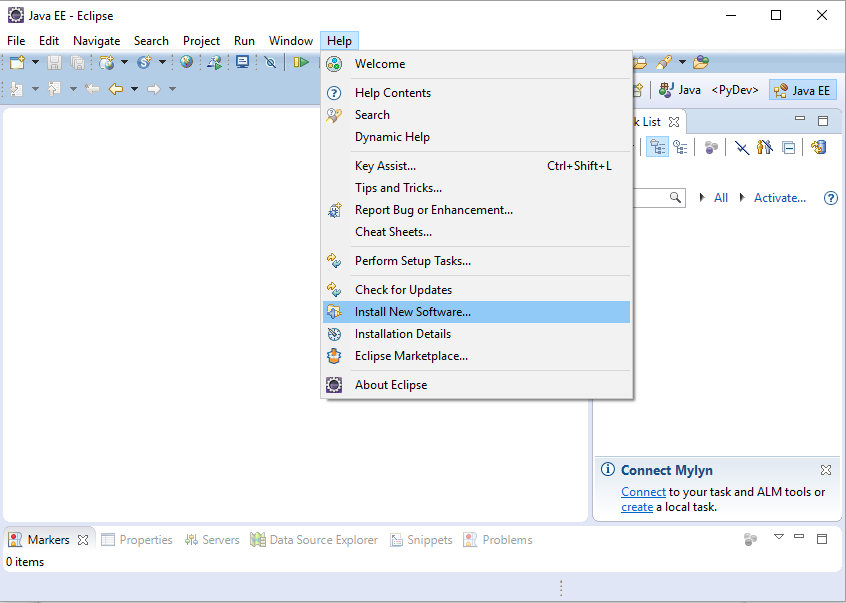 Java EE - Eclipse
File Edit Navigate Search Project Run Window Help
Welcome
Help Contents
Search
Dynamic Help
Key Assist... Ctrl+Shift+L
Tips and Tricks...
Report Bug or Enhancement...
Cheat Sheets...
Perform Setup Tasks...
Check for Updates
Install New Software...
Installation Details
Eclipse Marketplace...
About Eclipse
Java <PyDev> Java EE
k List
All Activate...
Connect Mylyn
Connect to your task and ALM tools or
create a local task.
Markers Properties Servers Data Source Explorer Snippets Problems
0 items